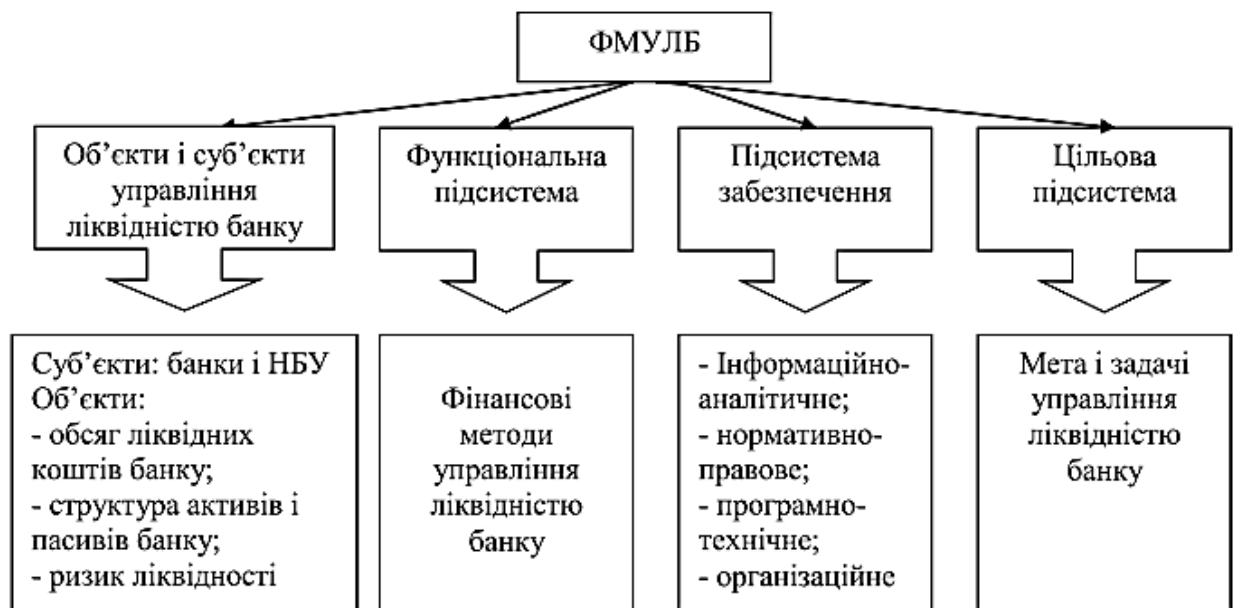 ФМУЛБ
Об’єкти і суб’єкти
управління
ліквідністю банку
Функціональна
підсистема
Підсистема
забезпечення
Цільова
підсистема
Суб’єкти: банки і НБУ
Об’єкти:
- обсяг ліквідних
коштів банку;
- структура активів і
пасивів банку;
- ризик ліквідності
Фінансові
методи
управління
ліквідністю
банку
- Інформаційно-
аналітичне;
- нормативно-
правове;
- програмно-
технічне;
- організаційне
Мета і задачі
управління
ліквідністю
банку